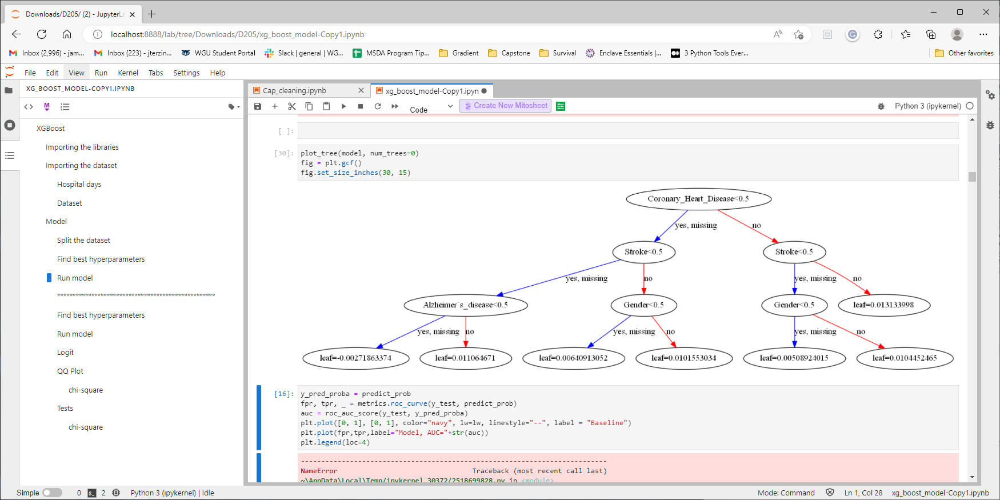 Downloads/D205/ (2) - JupyterLa
localhost:8888/lab/tree/Downloads/D205/xg_boost_model-Copy1.ipynb
Inbox (2,996) - jam...
Inbox (223) - jterzin...
WGU Student Portal
Slack | general | WG...
MSDA Program Tip...
Gradient
Capstone
Survival
Enclave Essentials |...
3 Python Tools Ever...
Other favorites
File Edit View Run Kernel Tabs Settings Help
XG_BOOST_MODEL-COPY1.IPYNB
XGBoost
Importing the libraries
Importing the dataset
Hospital days
Dataset
Model
Split the dataset
Find best hyperparameters
Run model
***************************************************
Find best hyperparameters
Run model
Logit
QQ Plot
chi-square
Tests
chi-square
Cap_cleaning.ipynb
xg_boost_model-Copy1.ipyn
Code
Create New Mitosheet
Python 3 (ipykernel)
[ ]:
[30]:
plot_tree(model, num_trees=0)
fig = plt.gcf()
fig.set_size_inches(30, 15)
Coronary_Heart_Disease<0.5
yes, missing
no
Stroke<0.5
Stroke<0.5
yes, missing
no
yes, missing
no
Alzheimer`s_disease<0.5
Gender<0.5
Gender<0.5
leaf=0.013133998
yes, missing
no
yes, missing
no
yes, missing
no
leaf=-0.00271863374
leaf=0.011064671
leaf=0.00640913052
leaf=0.0101553034
leaf=0.00508924015
leaf=0.0104452465
[16]:
y_pred_proba = predict_prob
fpr, tpr, _ = metrics.roc_curve(y_test, predict_prob)
auc = roc_auc_score(y_test, y_pred_proba)
plt.plot([0, 1], [0, 1], color="navy", lw=lw, linestyle="--", label = "Baseline")
plt.plot(fpr,tpr,label="Model, AUC="+str(auc))
plt.legend(loc=4)
---------------------------------------------------------------------------
NameError Traceback (most recent call last)
~\AppData\Local\Temp/ipykernel_30372/2518699828.py in <module>
Simple
0
2
Python 3 (ipykernel) | Idle
Mode: Command
Ln 1, Col 28
xg_boost_model-Copy1.ipynb